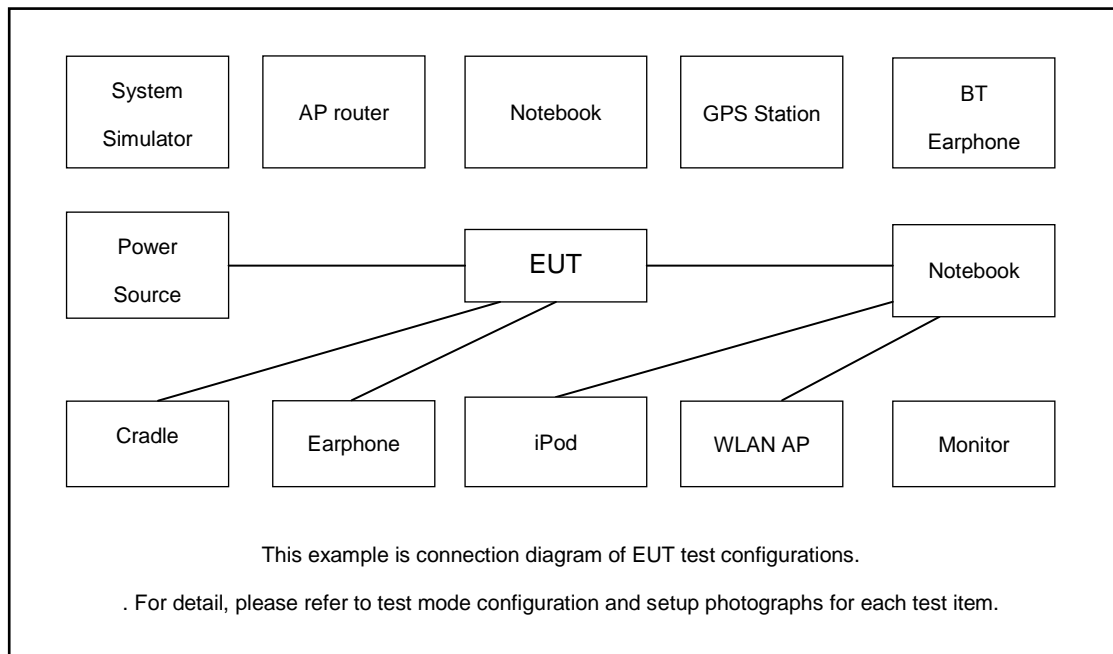 System
Simulator
AP router
Notebook
GPS Station
BT
Earphone
Power
Source
EUT
Notebook
Cradle
Earphone
iPod
WLAN AP
Monitor
This example is connection diagram of EUT test configurations.
. For detail, please refer to test mode configuration and setup photographs for each test item.